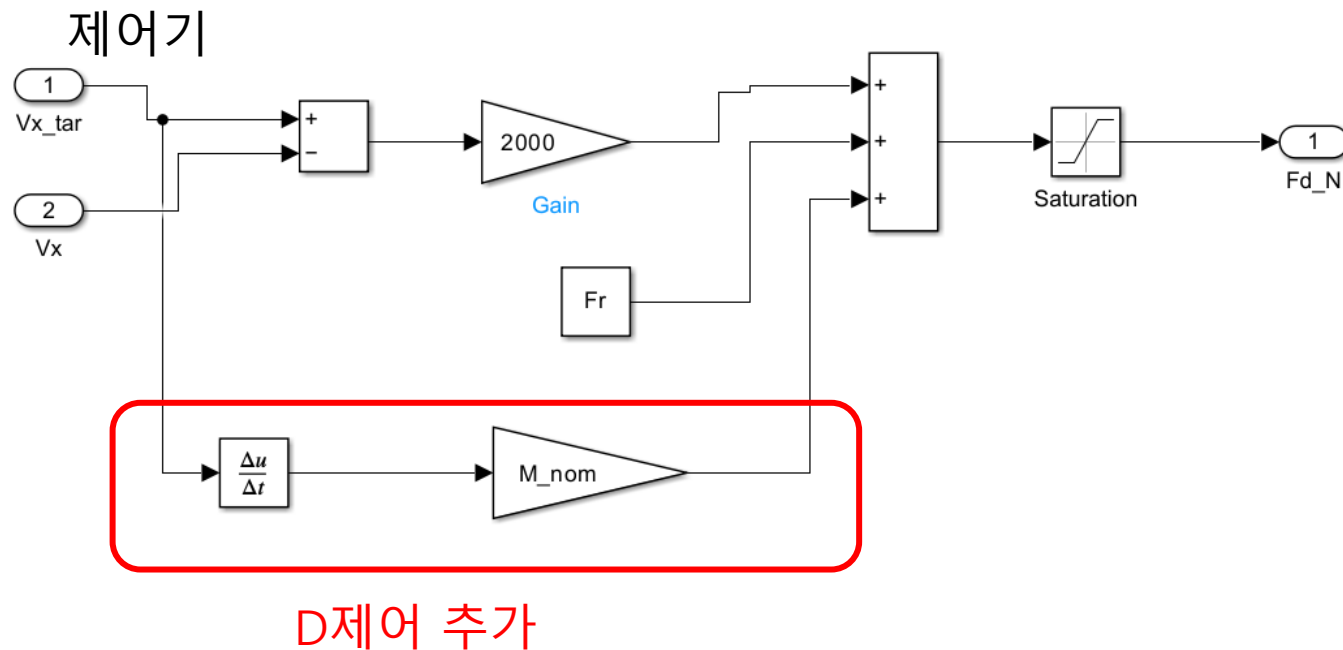 제어기
1
Vx_tar
2
Vx
+
−
2000
Gain
Fr
+
+
+
Saturation
1
Fd_N
Δu
Δt
M_nom
D제어 추가